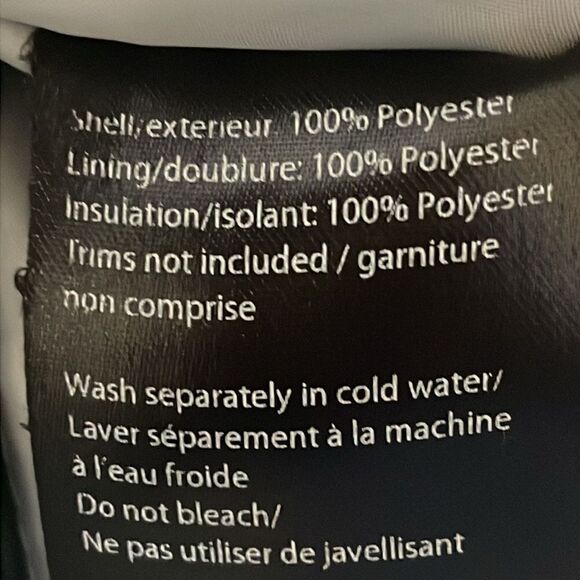 Shell/exterieur 100% Polyester
Lining/doublure: 100% Polyester
Insulation/isolant: 100% Polyester
Trims not included / garniture
non comprise
Wash separately in cold water/
Laver séparement à la machine
à l'eau froide
Do not bleach/
Ne pas utiliser de javellisant